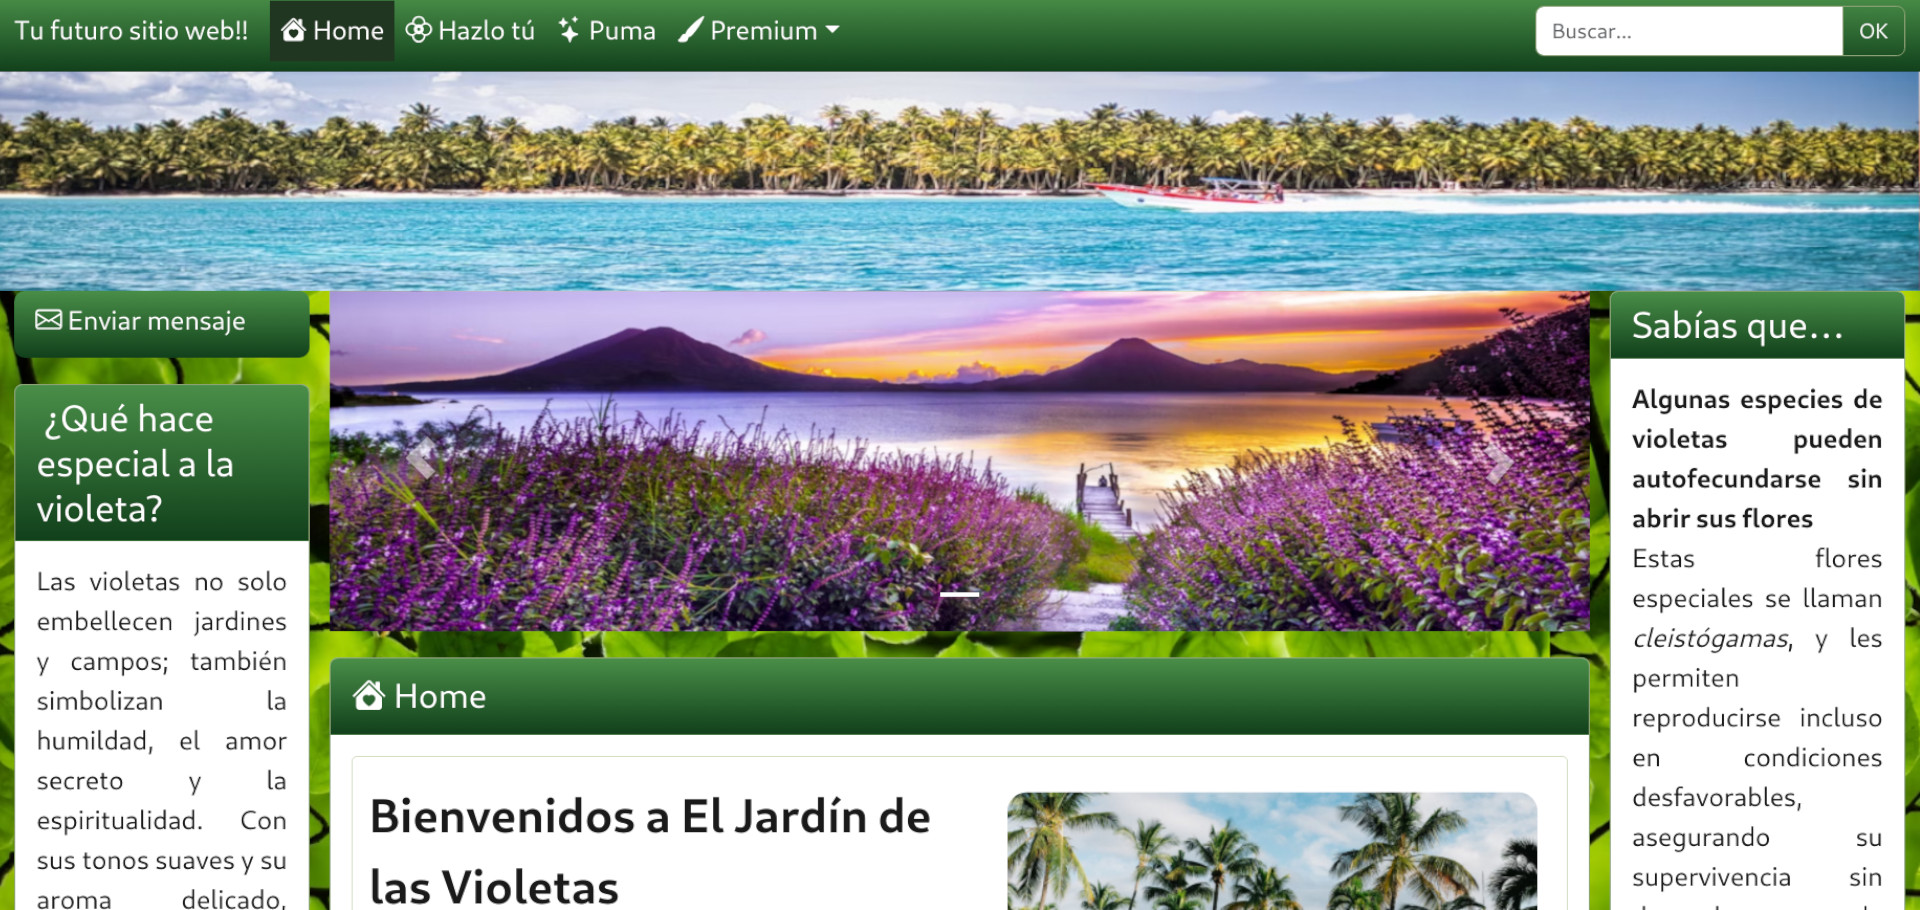 Tu futuro sitio web!! Home Hazlo tú Puma Premium Buscar... OK
Enviar mensaje
¿Qué hace
especial a la
violeta?
Las violetas no solo
embellecen jardines
y campos; también
simbolizan la
humildad, el amor
secreto y la
espiritualidad. Con
sus tonos suaves y su
aroma delicado,
Home
Bienvenidos a El Jardín de
las Violetas
Sabías que...
Algunas especies de
violetas pueden
autofecundarse sin
abrir sus flores
Estas flores
especiales se llaman
cleistógamas, y les
permiten
reproducirse incluso
en condiciones
desfavorables,
asegurando su
supervivencia sin